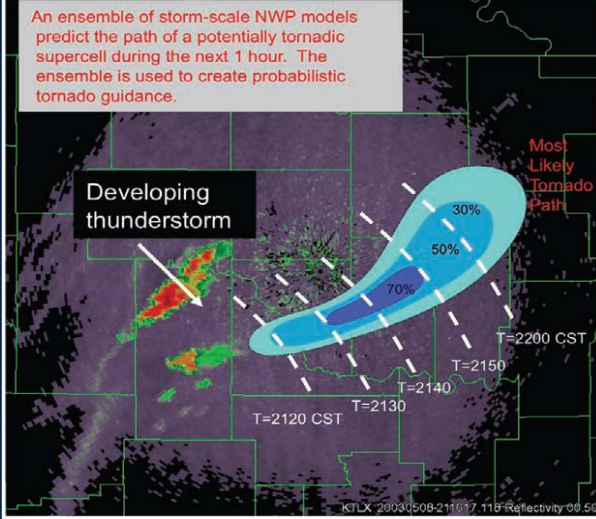 An ensemble of storm-scale NWP models
predict the path of a potentially tornadic
supercell during the next 1 hour. The
ensemble is used to create probabilistic
tornado guidance.
Most
Likely
Tornado
Path
Developing
thunderstorm
30%
50%
70%
T=2200 CST
T=2150
T=2140
T=2130
T=2120 CST
KTLX 20030508-211617.118 Reflectivity 00.50